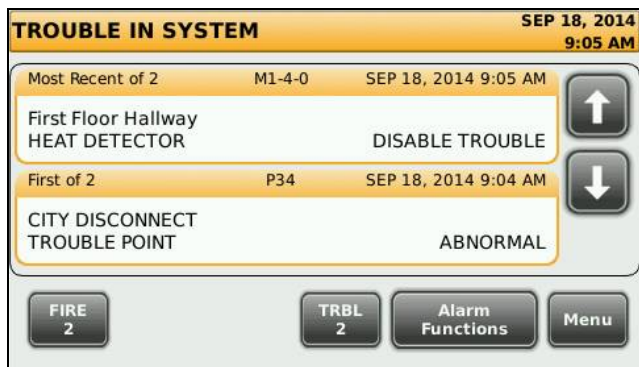 TROUBLE IN SYSTEM
SEP 18, 2014
9:05 AM
Most Recent of 2 M1-4-0 SEP 18, 2014 9:05 AM
First Floor Hallway
HEAT DETECTOR DISABLE TROUBLE
First of 2 P34 SEP 18, 2014 9:04 AM
CITY DISCONNECT
TROUBLE POINT ABNORMAL
FIRE
2
TRBL
2
Alarm
Functions
Menu